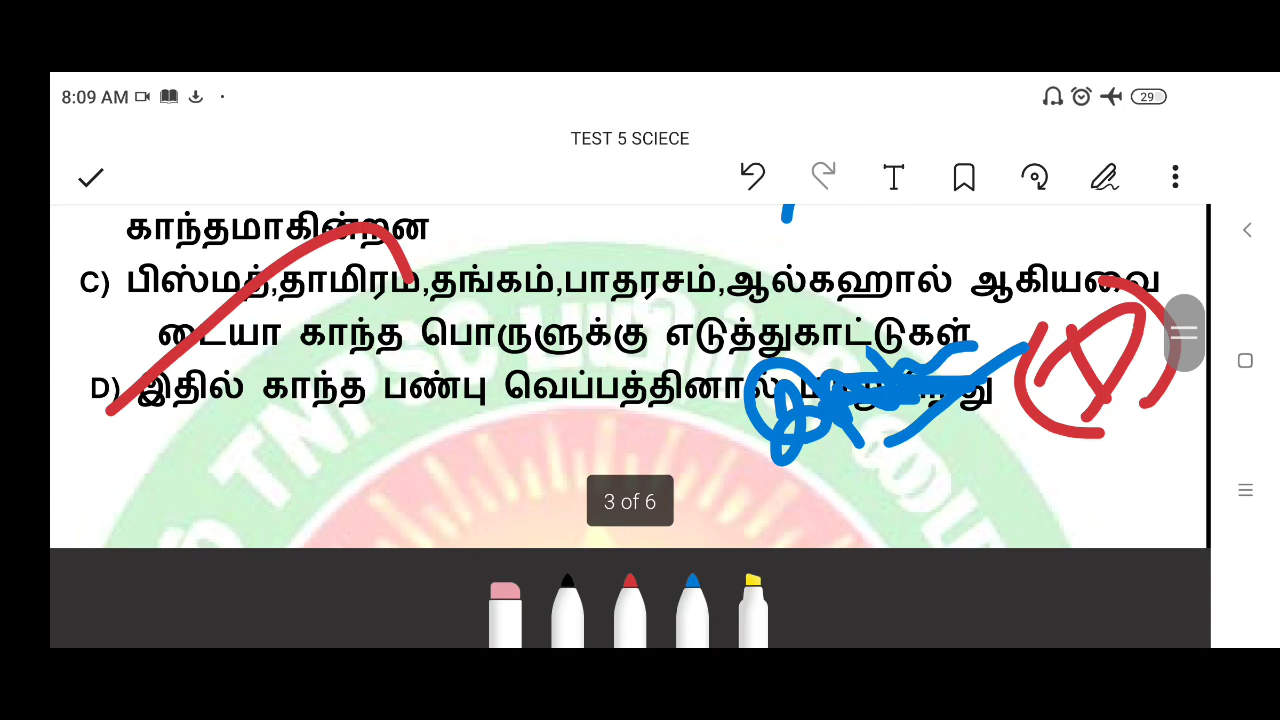 8:09 AM
29
TEST 5 SCIECE
காந்தமாகின்றன
C) பிஸ்மத்,தாமிரம்,தங்கம்,பாதரசம்,ஆல்கஹால் ஆகியவை
டையா காந்த பொருளுக்கு எடுத்துகாட்டுகள்
D) இதில் காந்த பண்பு வெப்பத்தினால்
TNPSC
3 of 6